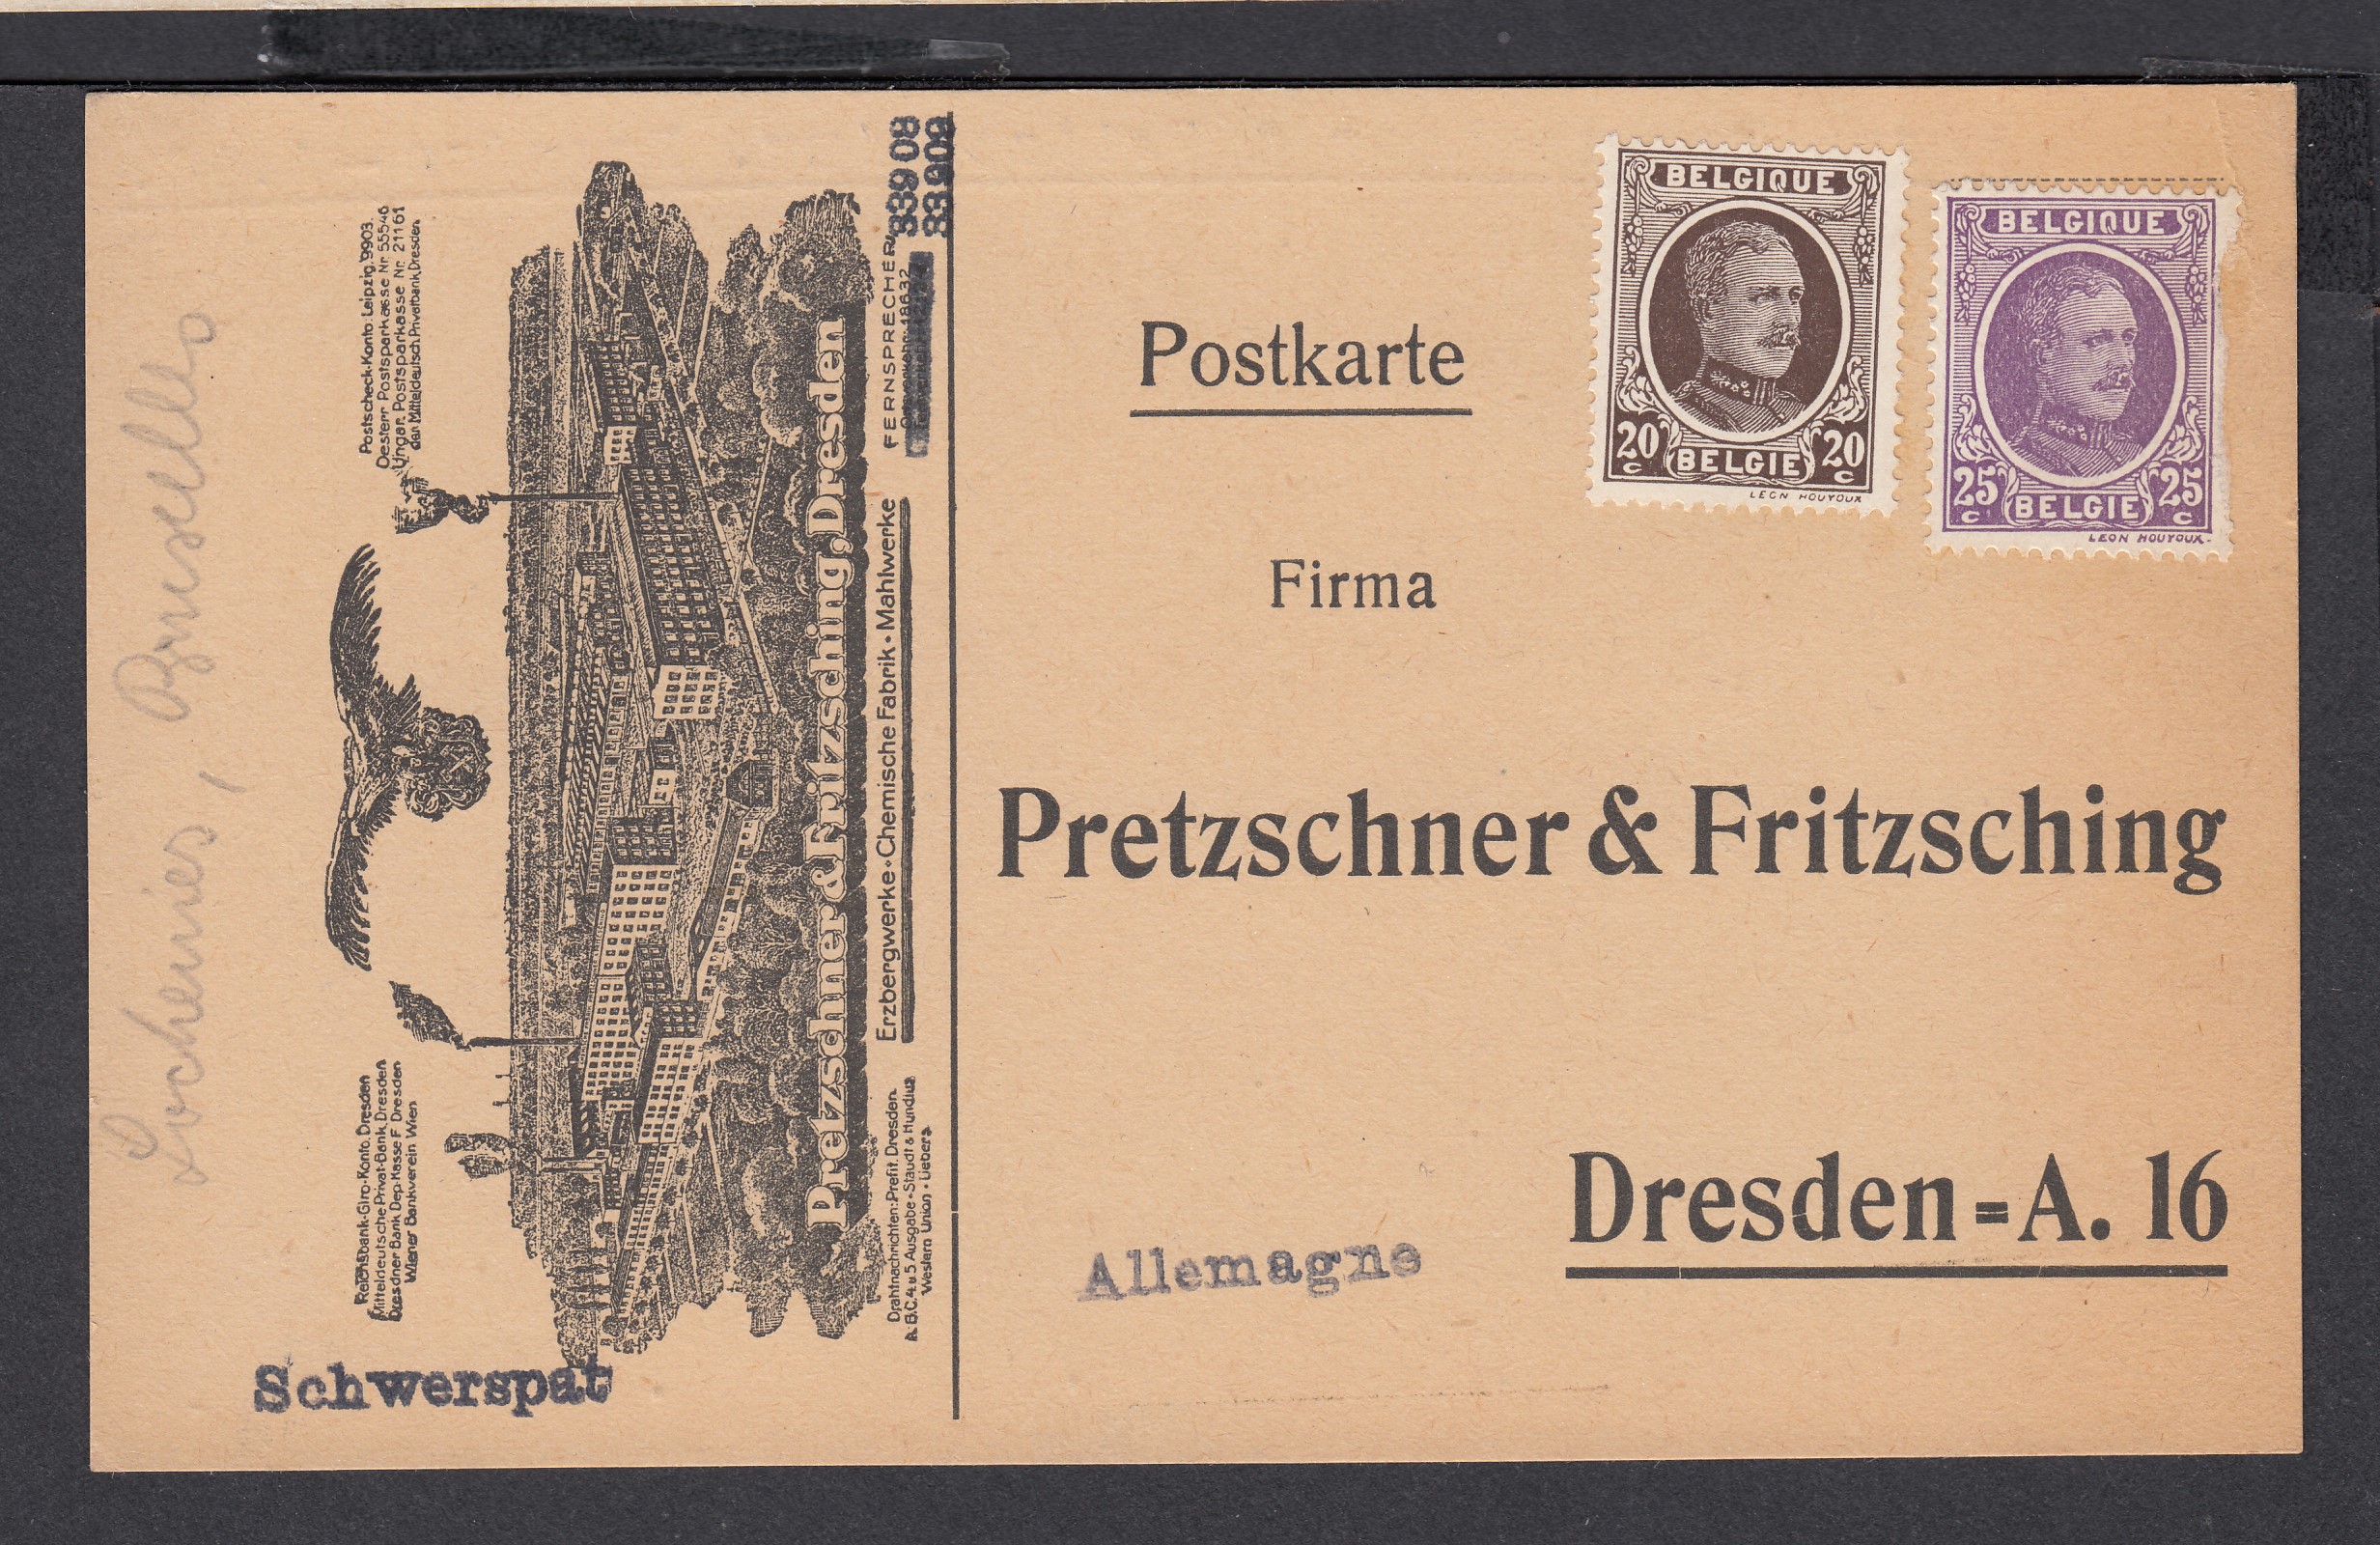 BELGIQUE
20 c 20 c
BELGIE
LEON HOUYOUX
BELGIQUE
25 c 25 c
BELGIE
LEON HOUYOUX.
Postkarte
Firma
Pretzschner & Fritzsching
Dresden-A. 16
Allemagne
Schwerspat
, Bruxelles
Postscheck-Konto: Leipzig 9903.
Oesterr. Postsparkasse Nr. 55546
Ungar. Postsparkasse Nr. 21161
der Mitteldeutsch. Privatbank, Dresden
Reichsbank-Giro-Konto, Dresden
Mitteldeutsche Privat-Bank, Dresden
Dresdner Bank Dep. Kasse F Dresden
Wiener Bankverein Wien
Pretzschner & Fritzsching, Dresden
FERNSPRECHER
18632
33908
33909
Erzbergwerke • Chemische Fabrik • Mahlwerke
Drahtnachrichten: Prefit, Dresden.
A.B.C. 4. u. 5. Ausgabe • Staudt & Hundius
Western Union • Liebers